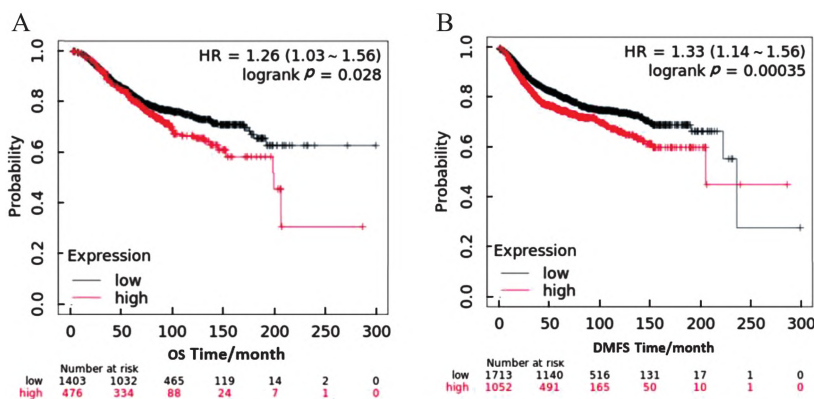 A
HR = 1.26 (1.03 ~ 1.56)
logrank P = 0.028
Probability
1.0
0.8
0.6
0.4
0.2
0.0
Expression
low
high
0 50 100 150 200 250 300
OS Time/month
Number at risk
low 1403 1032 465 119 14 2 0
high 476 334 88 24 7 1 0
B
HR = 1.33 (1.14 ~ 1.56)
logrank P = 0.00035
Probability
1.0
0.8
0.6
0.4
0.2
0.0
Expression
low
high
0 50 100 150 200 250 300
DMFS Time/month
Number at risk
low 1713 1140 516 131 17 1 0
high 1052 491 165 50 10 1 0